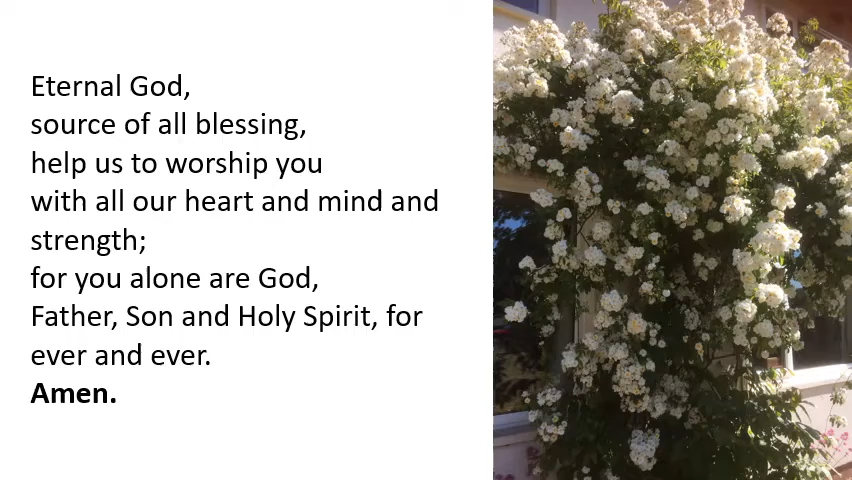 Eternal God,
source of all blessing,
help us to worship you
with all our heart and mind and
strength;
for you alone are God,
Father, Son and Holy Spirit, for
ever and ever.
Amen.